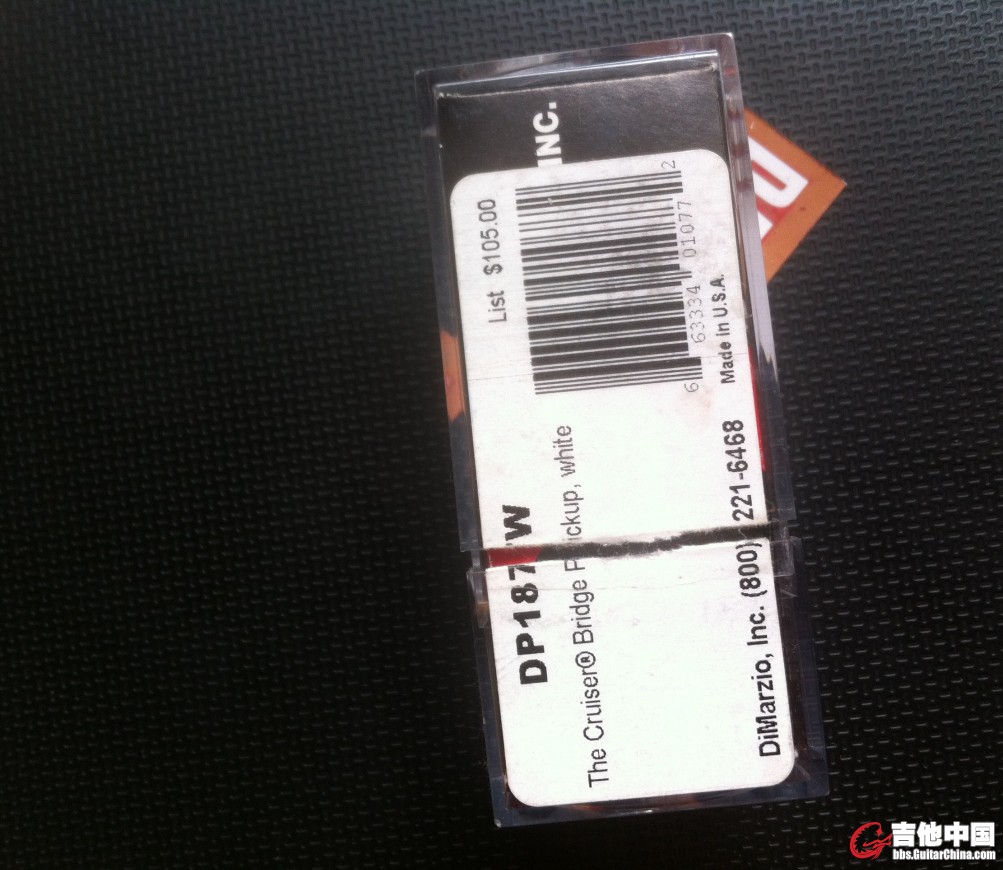 INC.
List $105.00
6 63334 01077 2
Made in U.S.A.
DP187W
The Cruiser® Bridge Pickup, white
DiMarzio, Inc. (800) 221-6468
吉他中国
bbs.GuitarChina.com